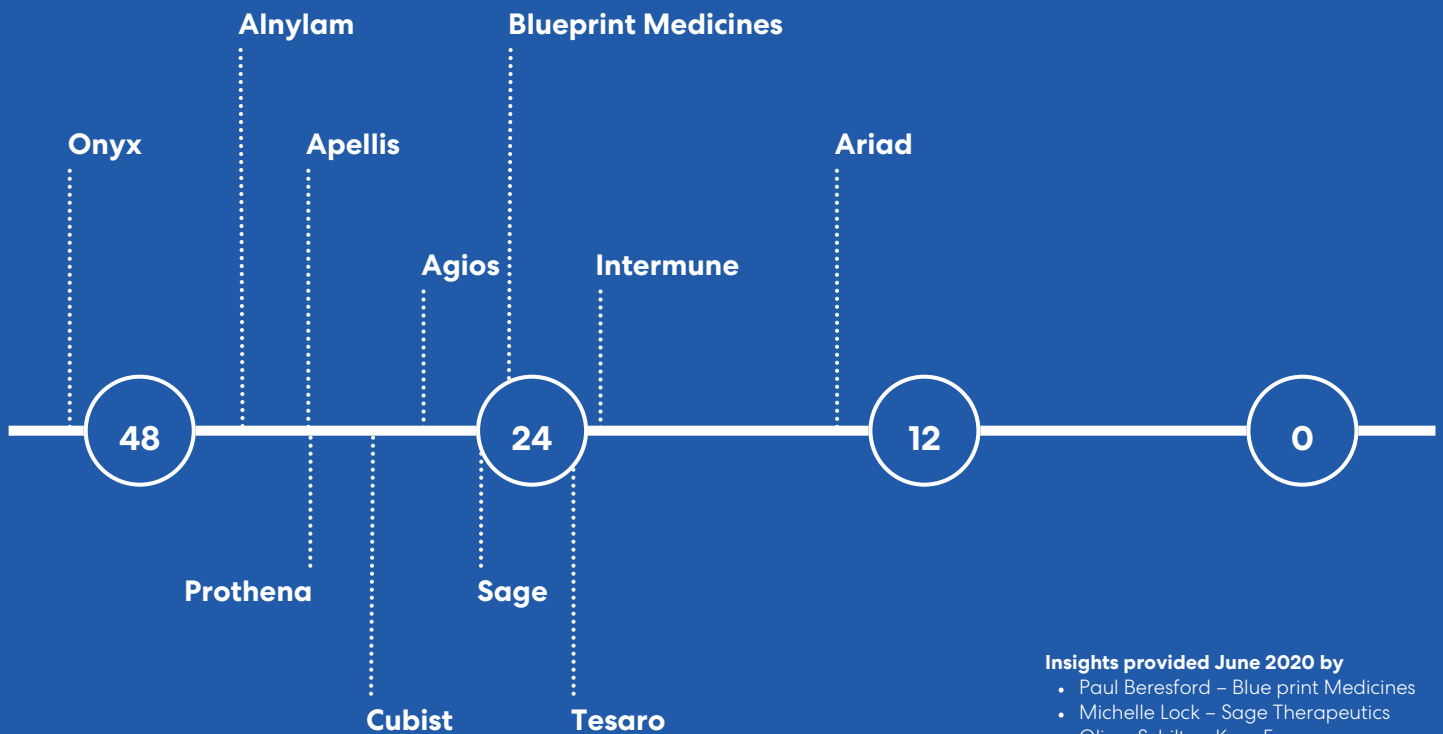 Alnylam
Blueprint Medicines
Onyx
Apellis
Ariad
Agios
Intermune
48
24
12
0
Prothena
Sage
Cubist
Tesaro
Insights provided June 2020 by
• Paul Beresford – Blue print Medicines
• Michelle Lock – Sage Therapeutics